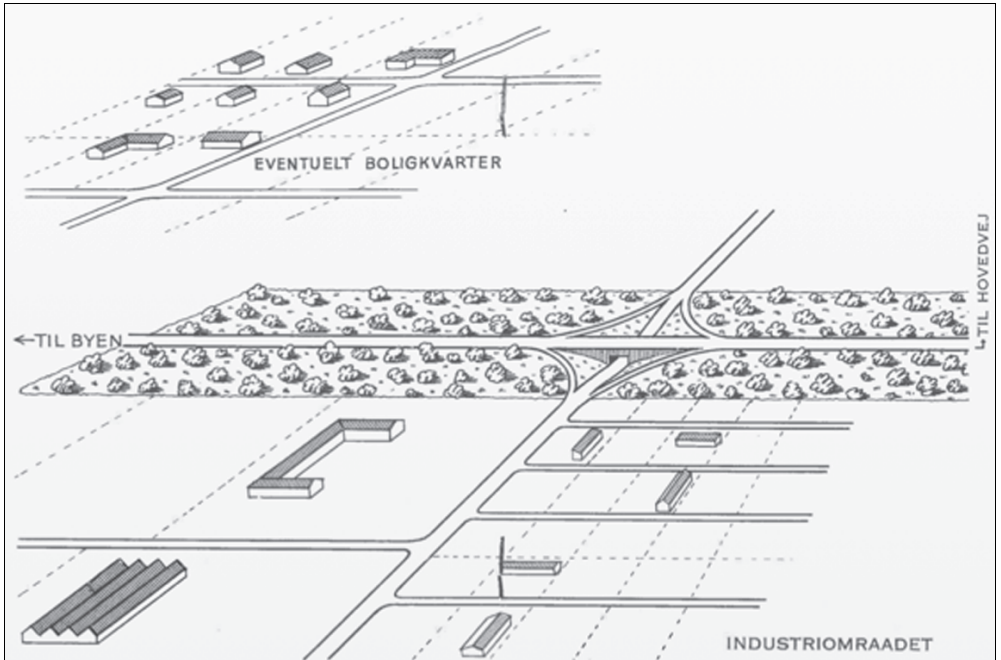 EVENTUELT BOLIGKVARTER
TIL HOVEDVEJ
←TIL BYEN
INDUSTRIOMRAADET